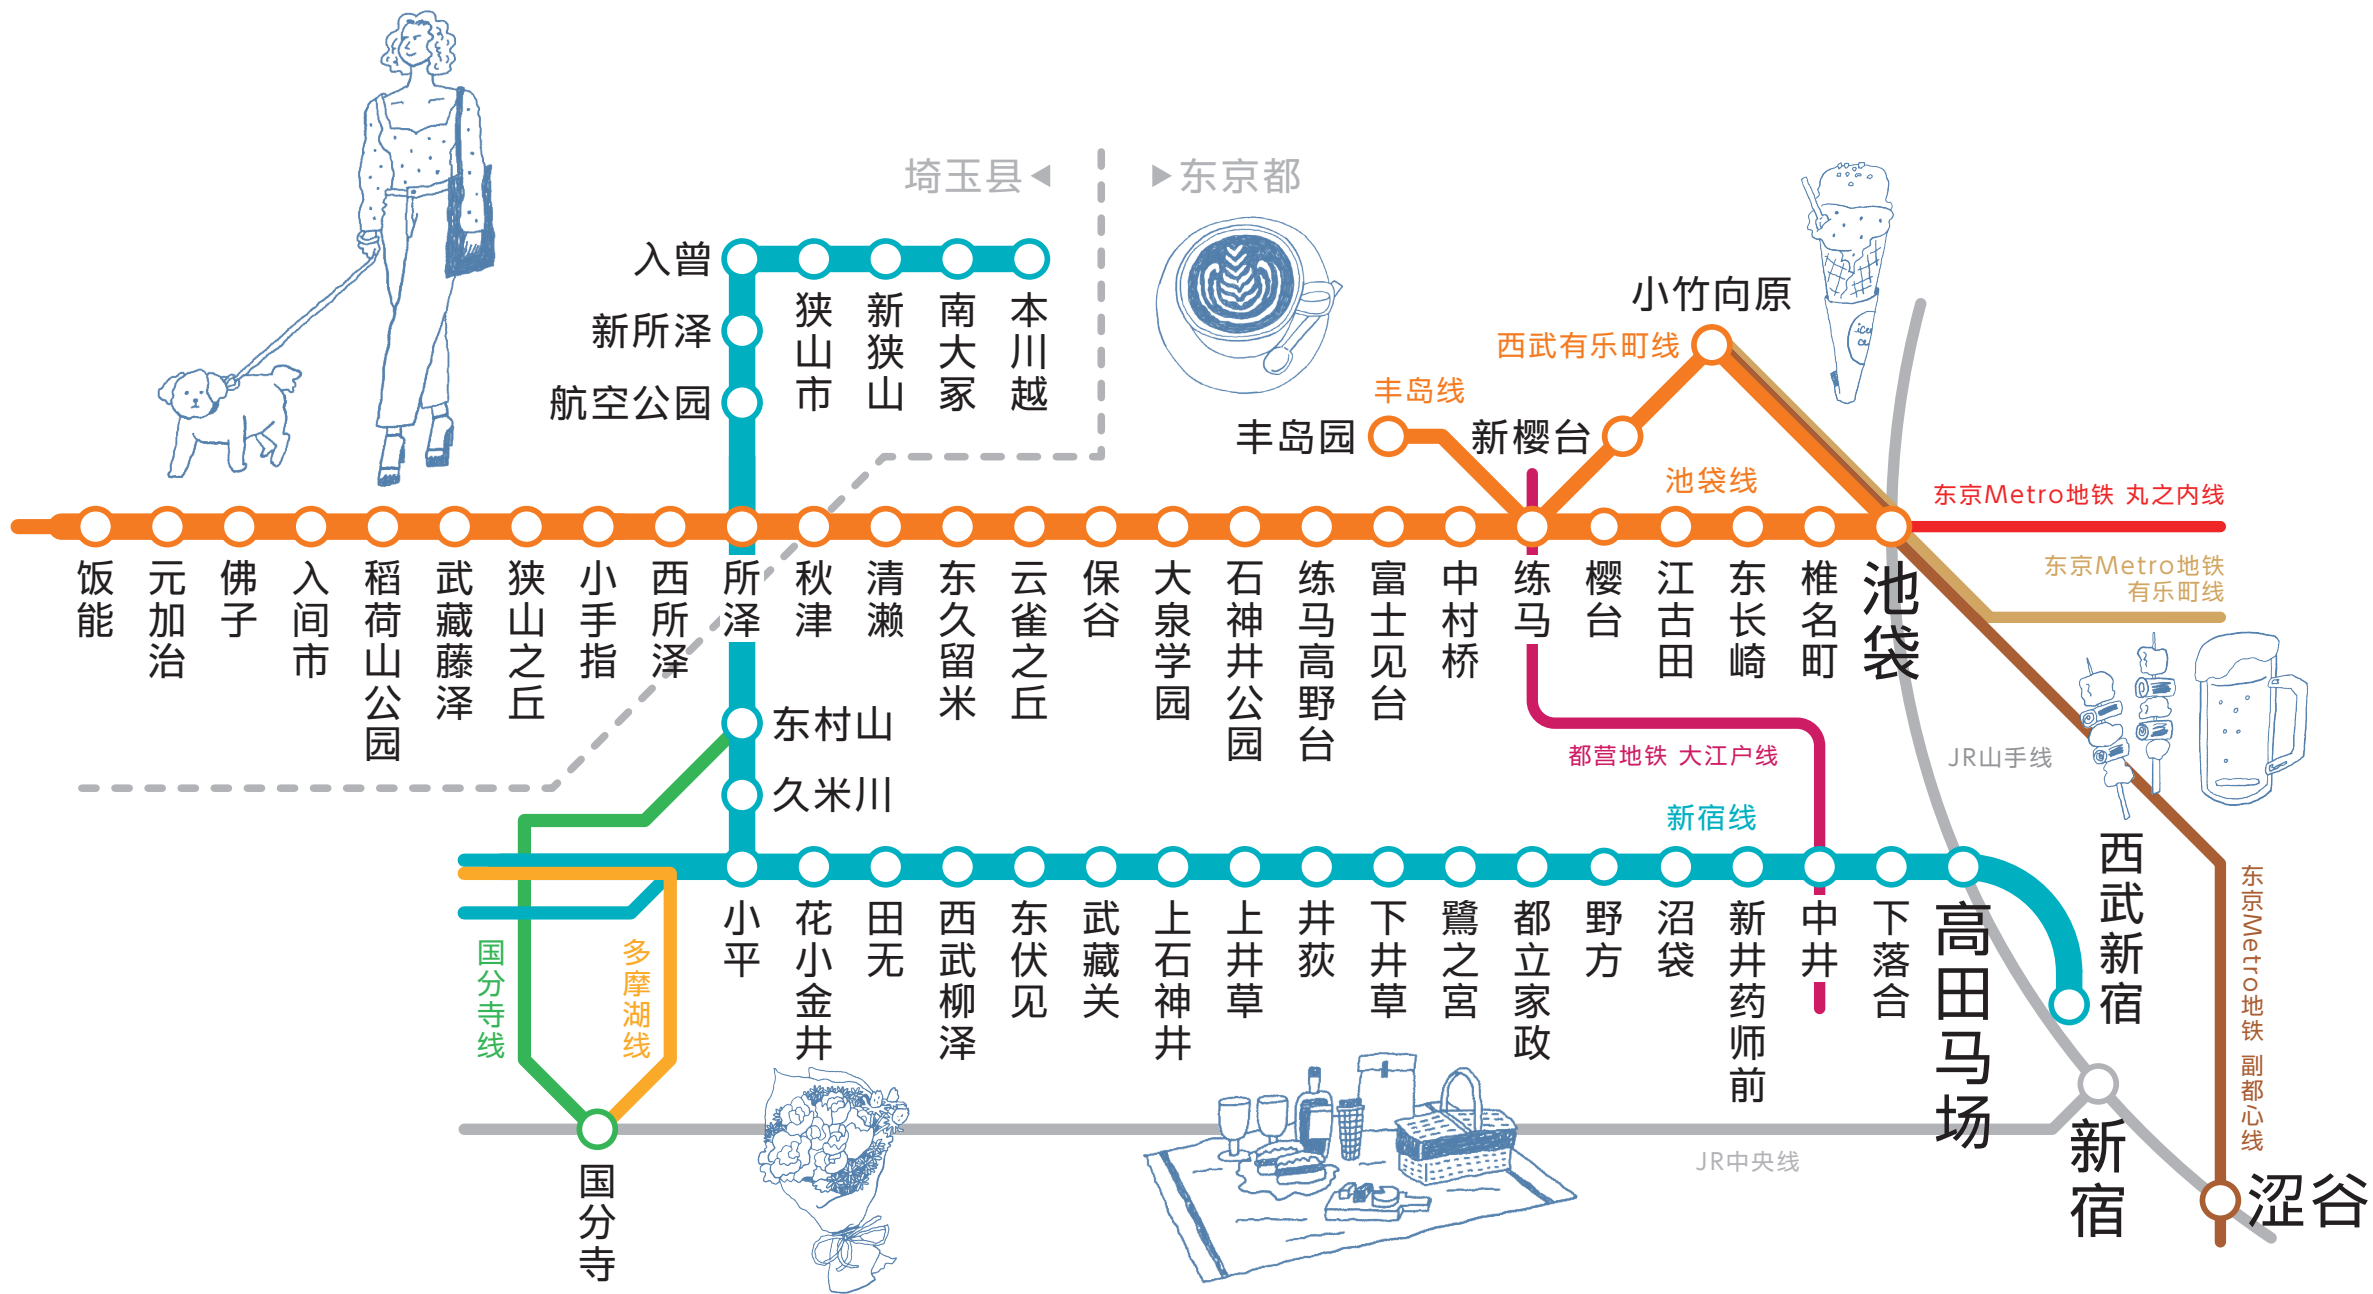 埼玉县
东京都
入曾
新所泽
航空公园
狭山市
新狭山
南大冢
本川越
小竹向原
西武有乐町线
丰岛线
丰岛园
新樱台
池袋线
东京Metro地铁 丸之内线
东京Metro地铁
有乐町线
饭能
元加治
佛子
入间市
稻荷山公园
武藏藤泽
狭山之丘
小手指
西所泽
所泽
秋津
清濑
东久留米
云雀之丘
保谷
大泉学园
石神井公园
练马高野台
富士见台
中村桥
练马
樱台
江古田
东长崎
椎名町
池袋
东村山
久米川
都营地铁 大江户线
JR山手线
新宿线
国分寺线
多摩湖线
小平
花小金井
田无
西武柳泽
东伏见
武藏关
上石神井
上井草
井荻
下井草
鷺之宮
都立家政
野方
沼袋
新井药师前
中井
下落合
高田马场
西武新宿
东京Metro地铁 副都心线
国分寺
JR中央线
新宿
涩谷